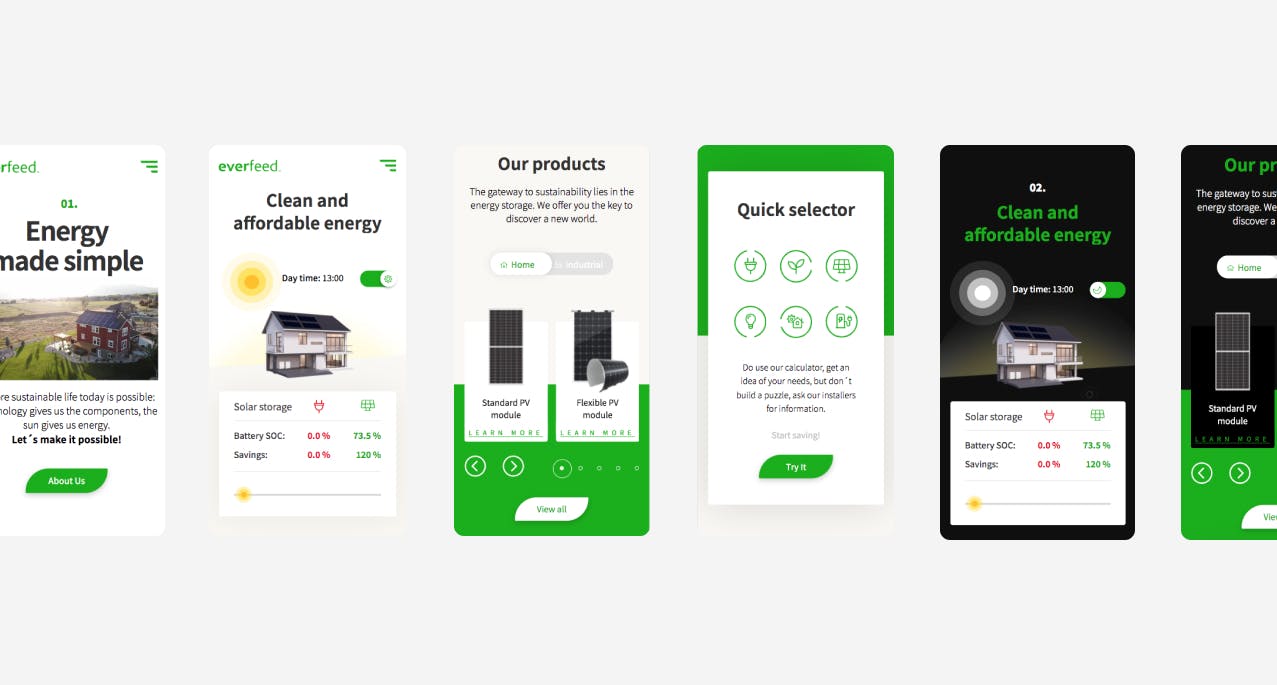 rfeed.
01.
Energy
made simple
re sustainable life today is possible:
nology gives us the components, the
sun gives us energy.
Let´s make it possible!
About Us
everfeed.
Clean and
affordable energy
Day time: 13:00
Solar storage
Battery SOC: 0.0 % 73.5 %
Savings: 0.0 % 120 %
Our products
The gateway to sustainability lies in the
energy storage. We offer you the key to
discover a new world.
Home Industrial
Standard PV
module
LEARN MORE
Flexible PV
module
LEARN MORE
View all
Quick selector
Do use our calculator, get an
idea of your needs, but don´t
build a puzzle, ask our installers
for information.
Start saving!
Try It
02.
Clean and
affordable energy
Day time: 13:00
Solar storage
Battery SOC: 0.0 % 73.5 %
Savings: 0.0 % 120 %
Our pr
The gateway to sus
energy storage. We
discover a
Home
Standard PV
module
LEARN MORE
Vie